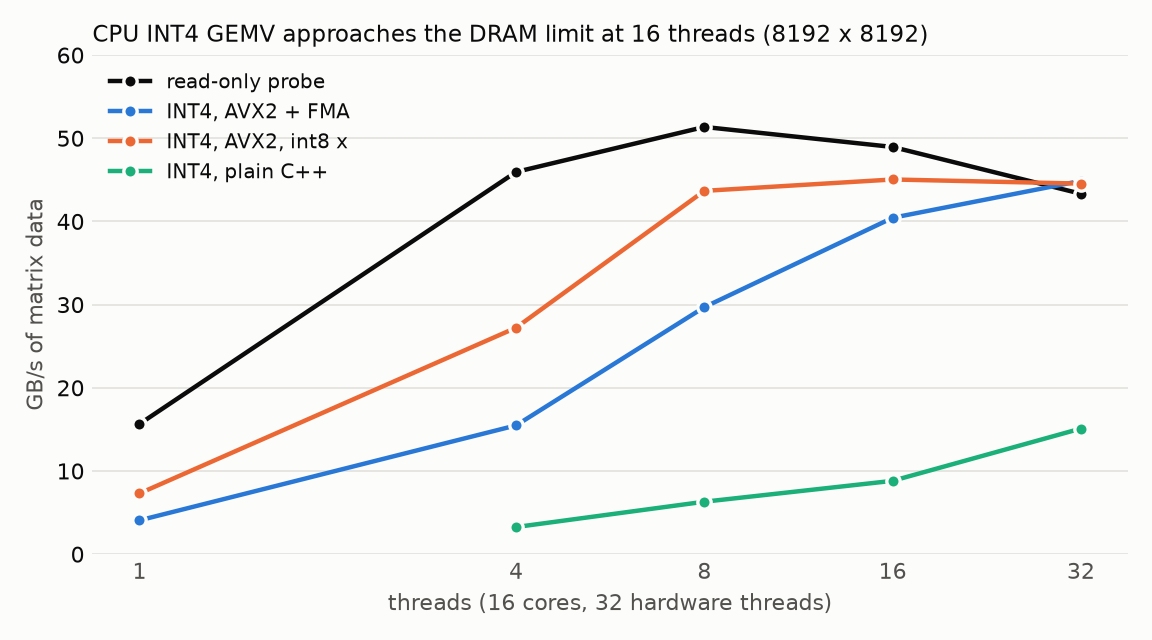 CPU INT4 GEMV approaches the DRAM limit at 16 threads (8192 x 8192)
read-only probe
INT4, AVX2 + FMA
INT4, AVX2, int8 x
INT4, plain C++
GB/s of matrix data
60
50
40
30
20
10
0
1 4 8 16 32
threads (16 cores, 32 hardware threads)